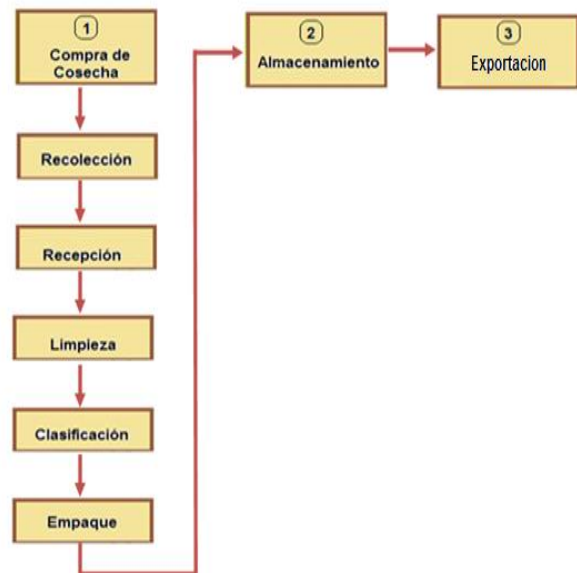 1
Compra de
Cosecha
Recolección
Recepción
Limpieza
Clasificación
Empaque
2
Almacenamiento
3
Exportacion